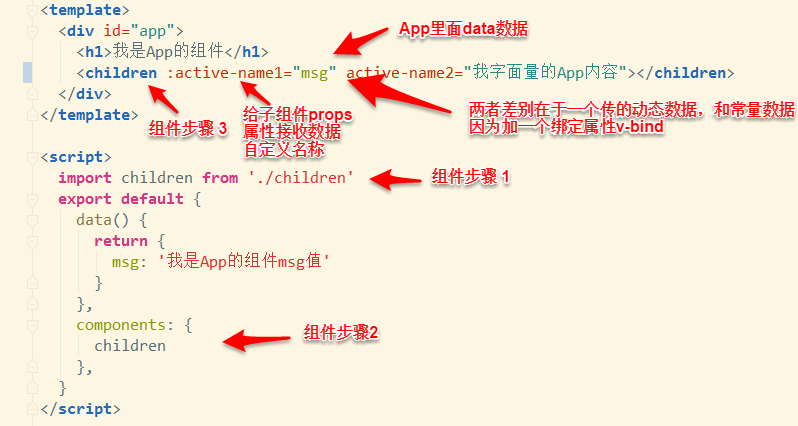 <template>
<div id="app">
App里面data数据
<h1>我是App的组件</h1>
<children :active-name1="msg" active-name2="我字面量的App内容"></children>
</div>
</template>
组件步骤 3
给子组件props
属性接收数据
自定义名称
两者差别在于一个传的动态数据，和常量数据
因为加一个绑定属性v-bind
<script>
import children from './children'
组件步骤 1
export default {
data() {
return {
msg: '我是App的组件msg值'
}
},
components: {
组件步骤2
children
},
}
</script>